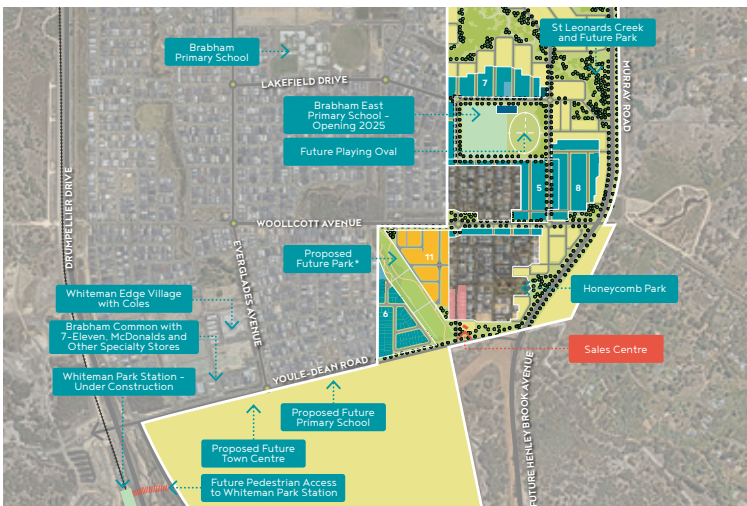 St Leonards Creek
and Future Park
Brabham
Primary School
LAKEFIELD DRIVE
7
MURRAY ROAD
Brabham East
Primary School -
Opening 2025
Future Playing Oval
5
8
DRUMPELLIER DRIVE
WOOLLCOTT AVENUE
EVERGLADES AVENUE
Proposed
Future Park*
11
Whiteman Edge Village
with Coles
Honeycomb Park
6
Brabham Common with
7-Eleven, McDonalds and
Other Specialty Stores
Sales Centre
YOULE-DEAN ROAD
Whiteman Park Station -
Under Construction
Proposed Future
Primary School
FUTURE HENLEY BROOK AVENUE
Proposed Future
Town Centre
Future Pedestrian Access
to Whiteman Park Station